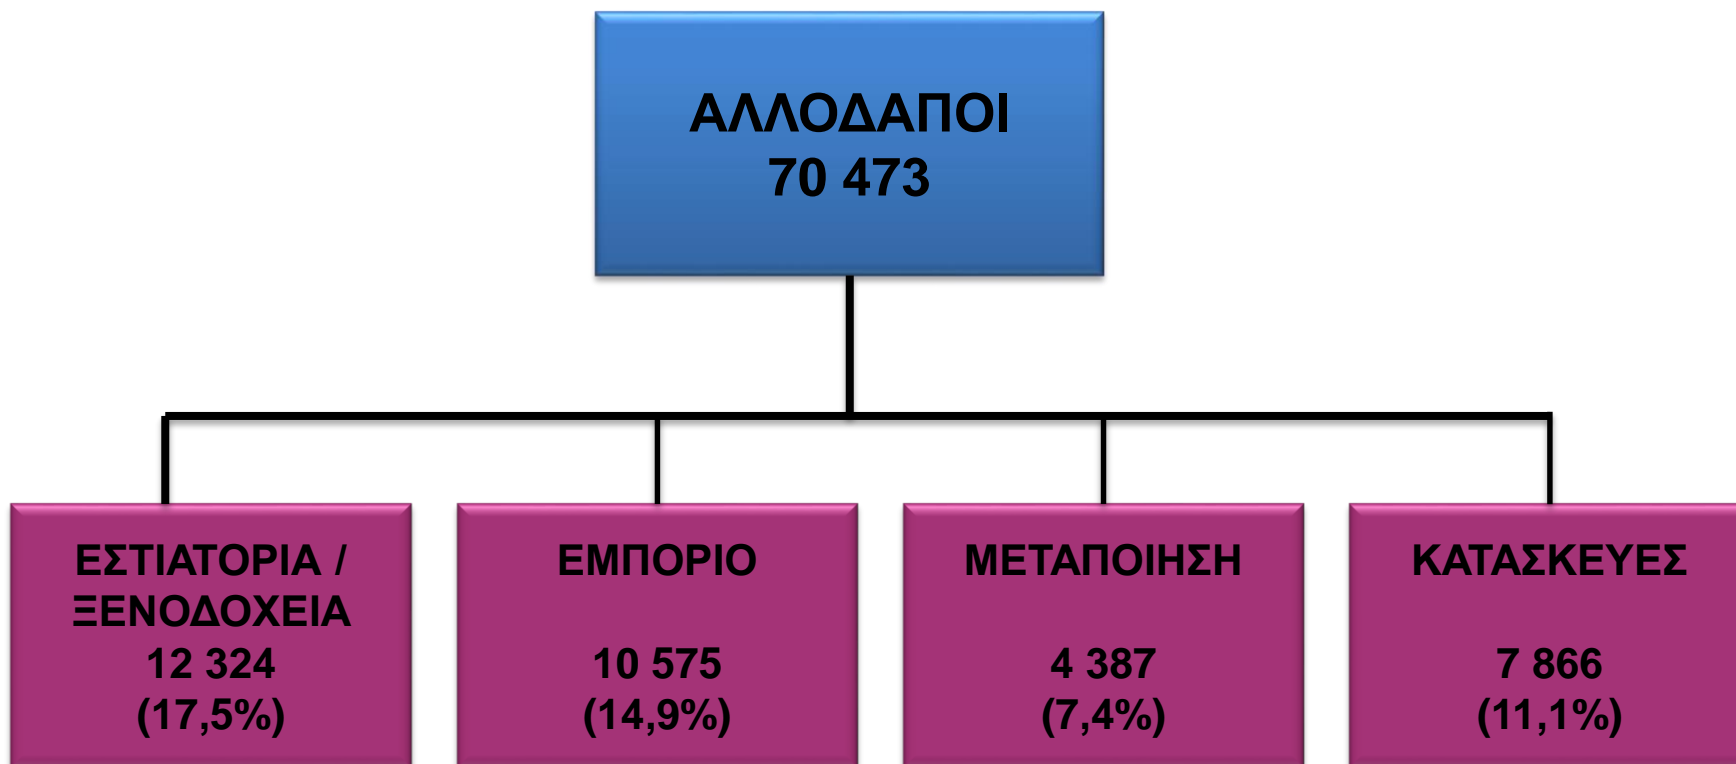 ΑΛΛΟΔΑΠΟΙ
70 473
ΕΣΤΙΑΤΟΡΙΑ /
ΞΕΝΟΔΟΧΕΙΑ
12 324
(17,5%)
ΕΜΠΟΡΙΟ
10 575
(14,9%)
ΜΕΤΑΠΟΙΗΣΗ
4 387
(7,4%)
ΚΑΤΑΣΚΕΥΕΣ
7 866
(11,1%)